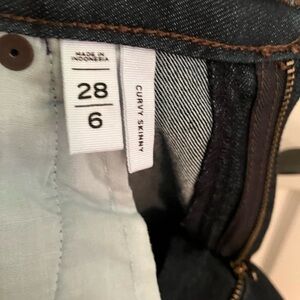 MADE IN
INDONESIA
28
6
CURVY SKINNY